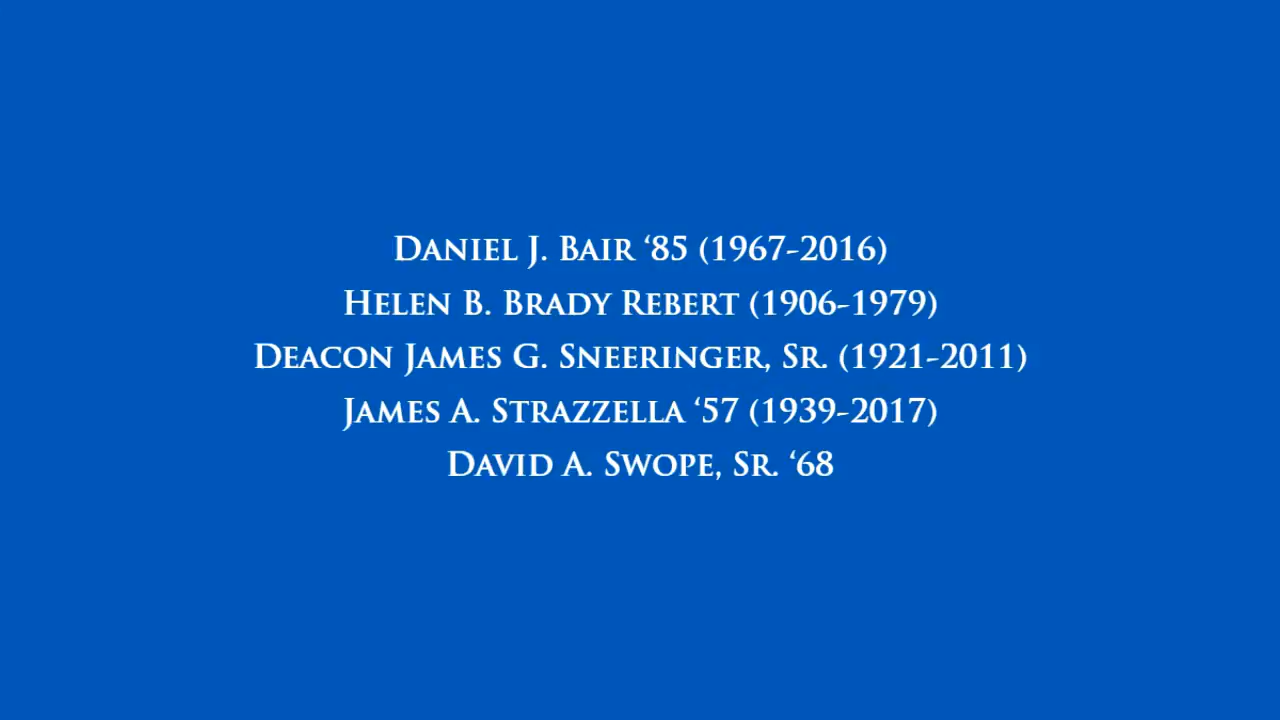 Daniel J. Bair ‘85 (1967-2016)
Helen B. Brady Rebert (1906-1979)
Deacon James G. Sneeringer, Sr. (1921-2011)
James A. Strazzella ‘57 (1939-2017)
David A. Swope, Sr. ‘68